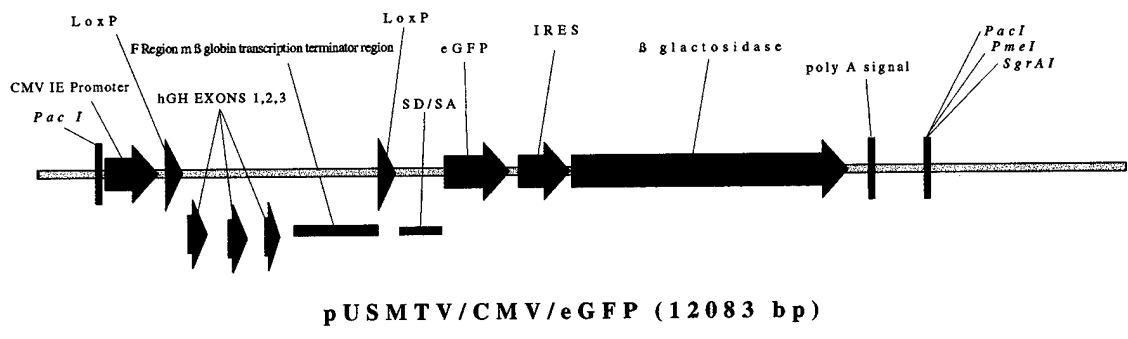 LoxP
LoxP
F Region m ß globin transcription terminator region
eGFP
IRES
ß glactosidase
PacI
PmeI
SgrAI
poly A signal
CMV IE Promoter
hGH EXONS 1,2,3
SD/SA
Pac I
pUSMTV/CMV/eGFP (12083 bp)